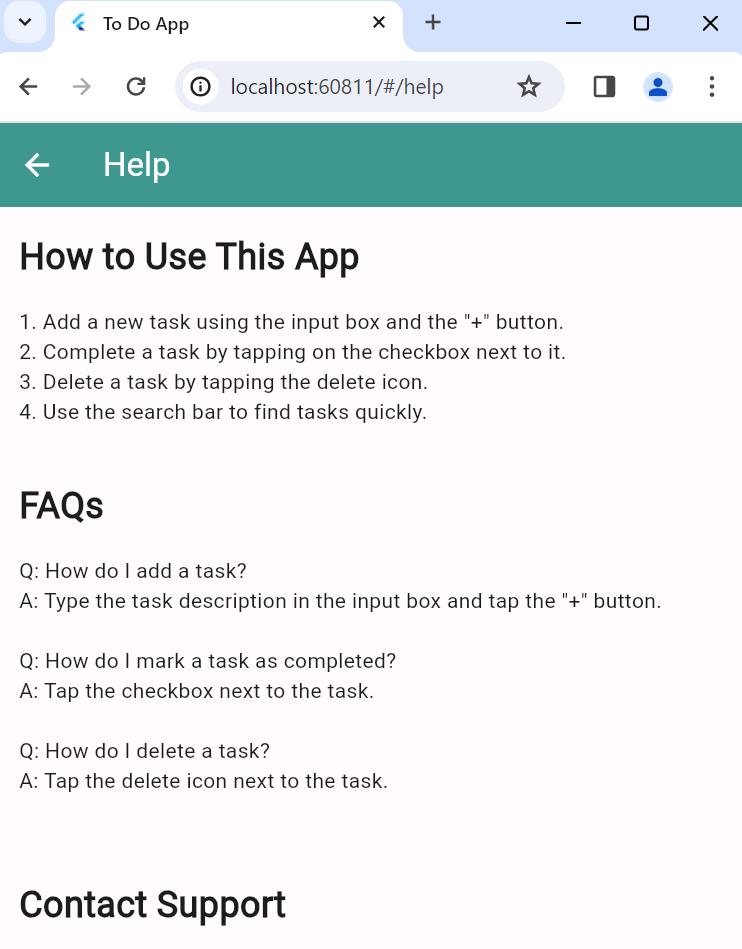 To Do App
localhost:60811/#/help
Help
How to Use This App
1. Add a new task using the input box and the "+" button.
2. Complete a task by tapping on the checkbox next to it.
3. Delete a task by tapping the delete icon.
4. Use the search bar to find tasks quickly.
FAQs
Q: How do I add a task?
A: Type the task description in the input box and tap the "+" button.
Q: How do I mark a task as completed?
A: Tap the checkbox next to the task.
Q: How do I delete a task?
A: Tap the delete icon next to the task.
Contact Support